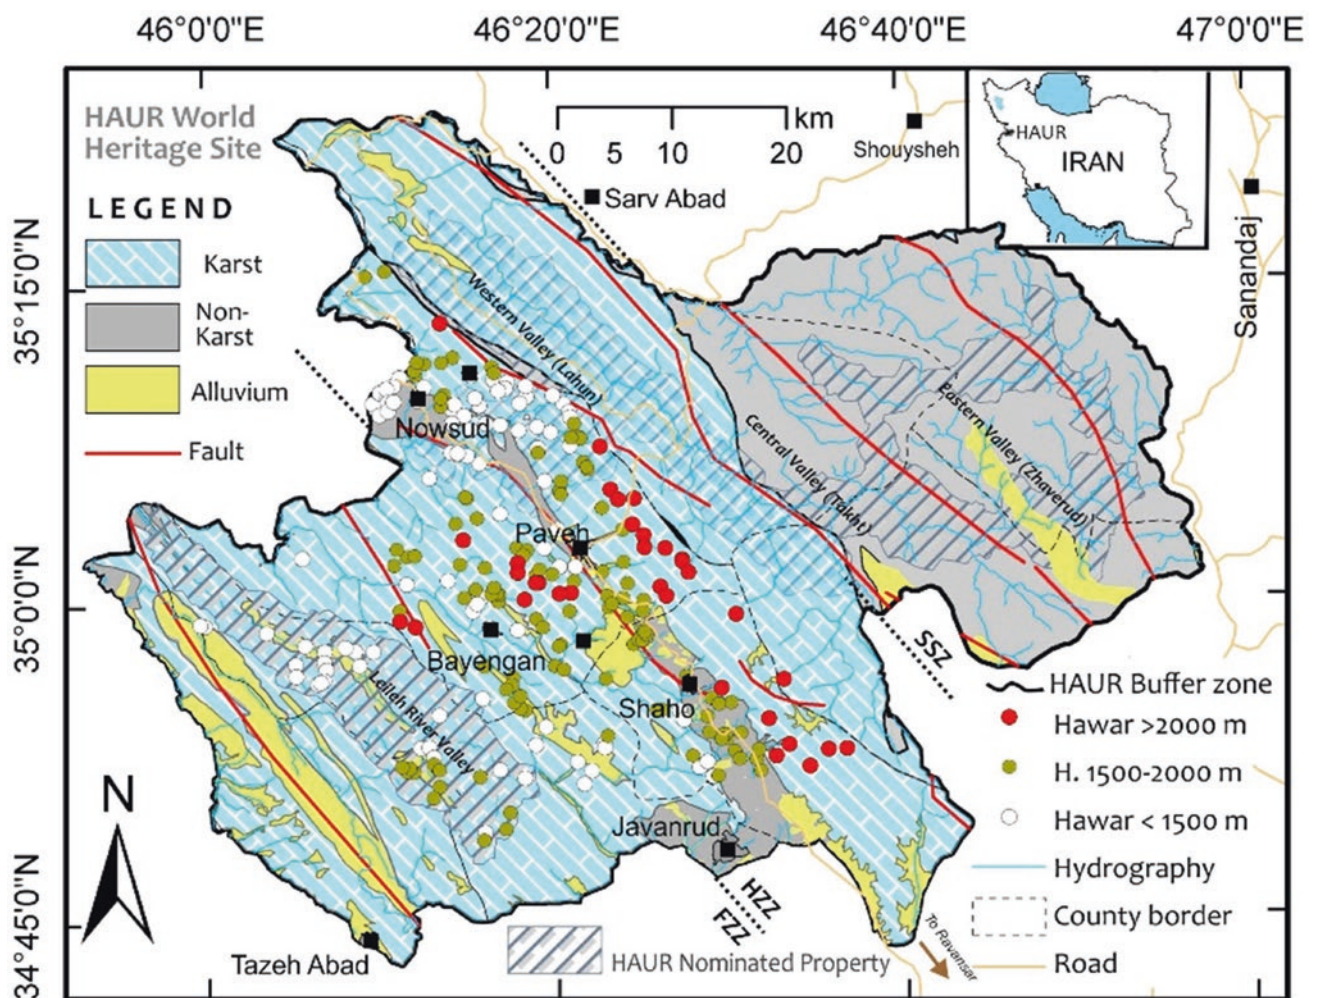 46°0'0"E
46°20'0"E
46°40'0"E
47°0'0"E
HAUR World
Heritage Site
LEGEND
Karst
Non-
Karst
Alluvium
Fault
km
0 5 10 20
Sarv Abad
Shouysheh
HAUR
IRAN
Sanandaj
35°15'0"N
35°0'0"N
34°45'0"N
Western Valley (Lahun)
Central Valley (Takht)
Eastern Valley (Zhaverud)
Nowsud
Paveh
Bayengan
Leileh River Valley
Shaho
Javanrud
SSZ
HZZ
FZZ
Tazeh Abad
N
To Ravansar
HAUR Buffer zone
Hawar >2000 m
H. 1500-2000 m
Hawar < 1500 m
Hydrography
County border
Road
HAUR Nominated Property